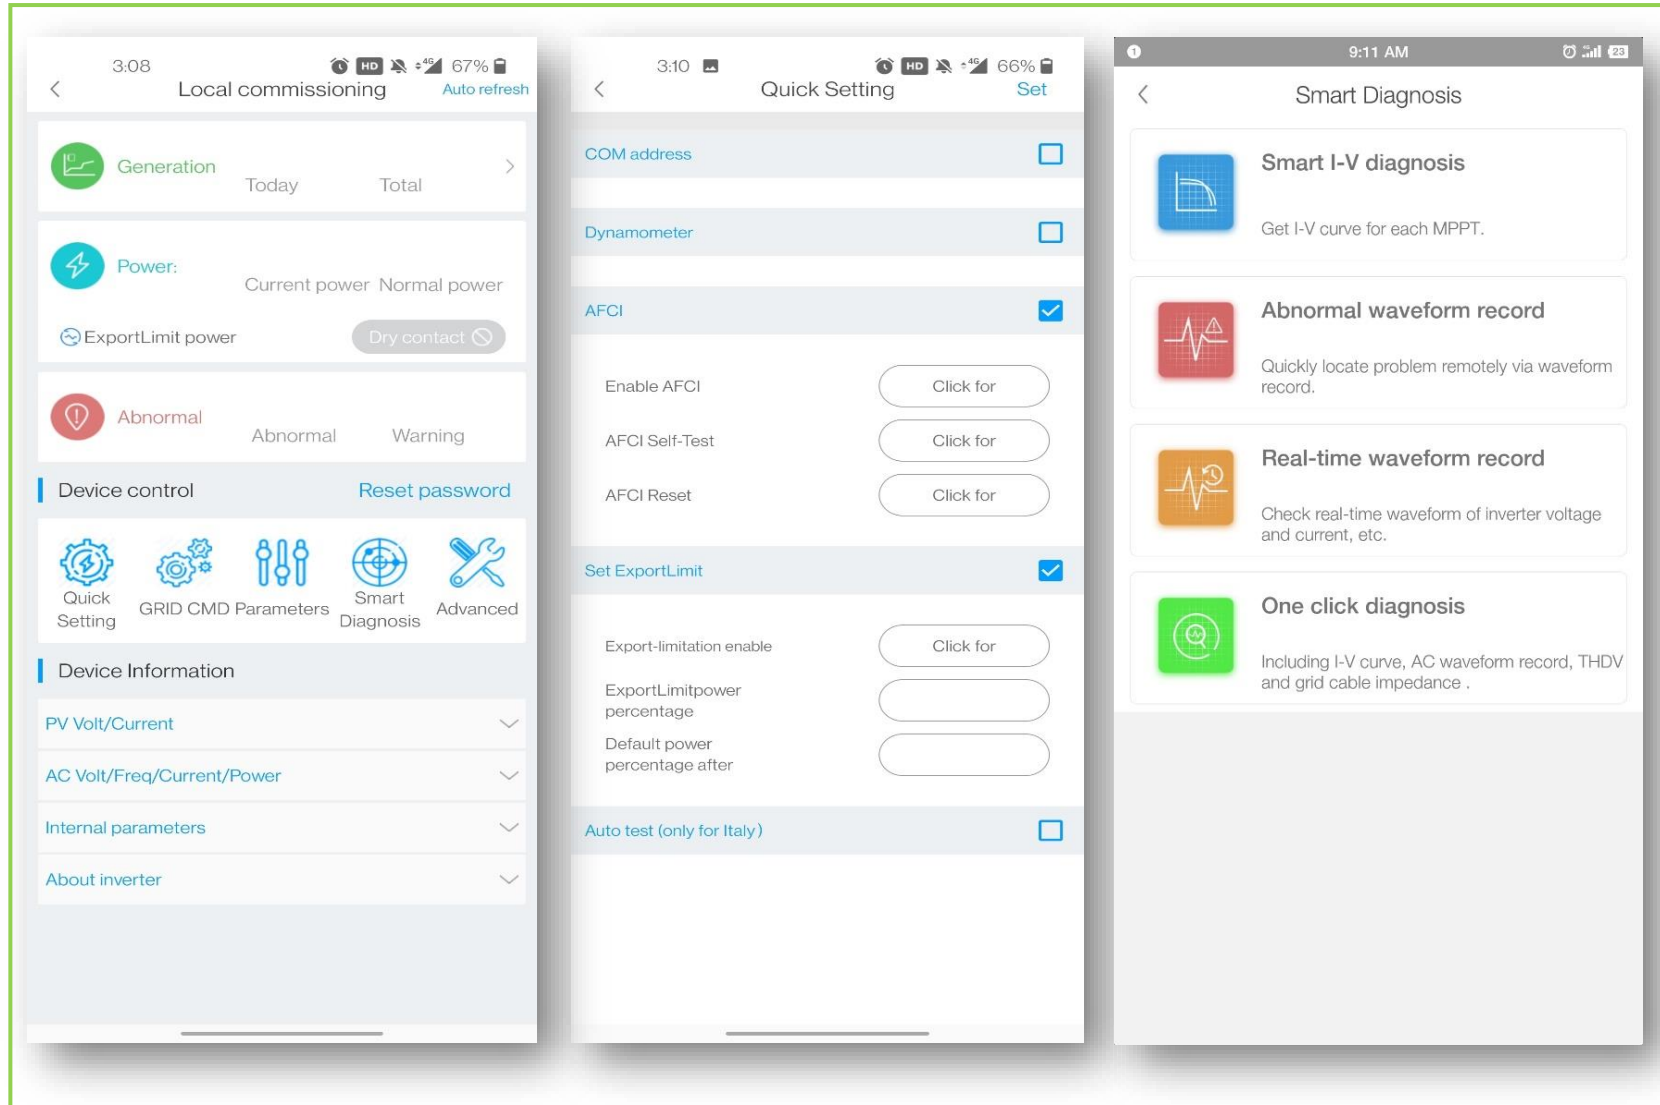 3:08
HD
4G
67%
Local commissioning
Auto refresh
Generation
Today
Total
Power:
Current power
Normal power
ExportLimit power
Dry contact
Abnormal
Abnormal
Warning
Device control
Reset password
Quick
Setting
GRID CMD
Parameters
Smart
Diagnosis
Advanced
Device Information
PV Volt/Current
AC Volt/Freq/Current/Power
Internal parameters
About inverter
3:10
HD
4G
66%
Quick Setting
Set
COM address
Dynamometer
AFCI
Enable AFCI
Click for
AFCI Self-Test
Click for
AFCI Reset
Click for
Set ExportLimit
Export-limitation enable
Click for
ExportLimitpower
percentage
Default power
percentage after
Auto test (only for Italy)
1
9:11 AM
23
Smart Diagnosis
Smart I-V diagnosis
Get I-V curve for each MPPT.
Abnormal waveform record
Quickly locate problem remotely via waveform
record.
Real-time waveform record
Check real-time waveform of inverter voltage
and current, etc.
One click diagnosis
Including I-V curve, AC waveform record, THDV
and grid cable impedance .